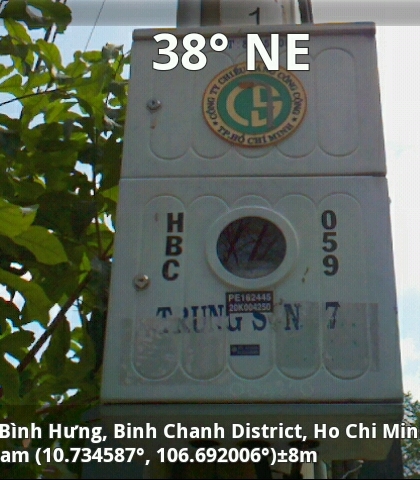 1
38° NE
CÔNG TY CHIẾU SÁNG CÔNG CỘNG
TP.HỒ CHÍ MINH
HBC
059
PE162445
20K004250
TRUNG S N 7
Bình Hưng, Binh Chanh District, Ho Chi Min
am (10.734587°, 106.692006°)±8m